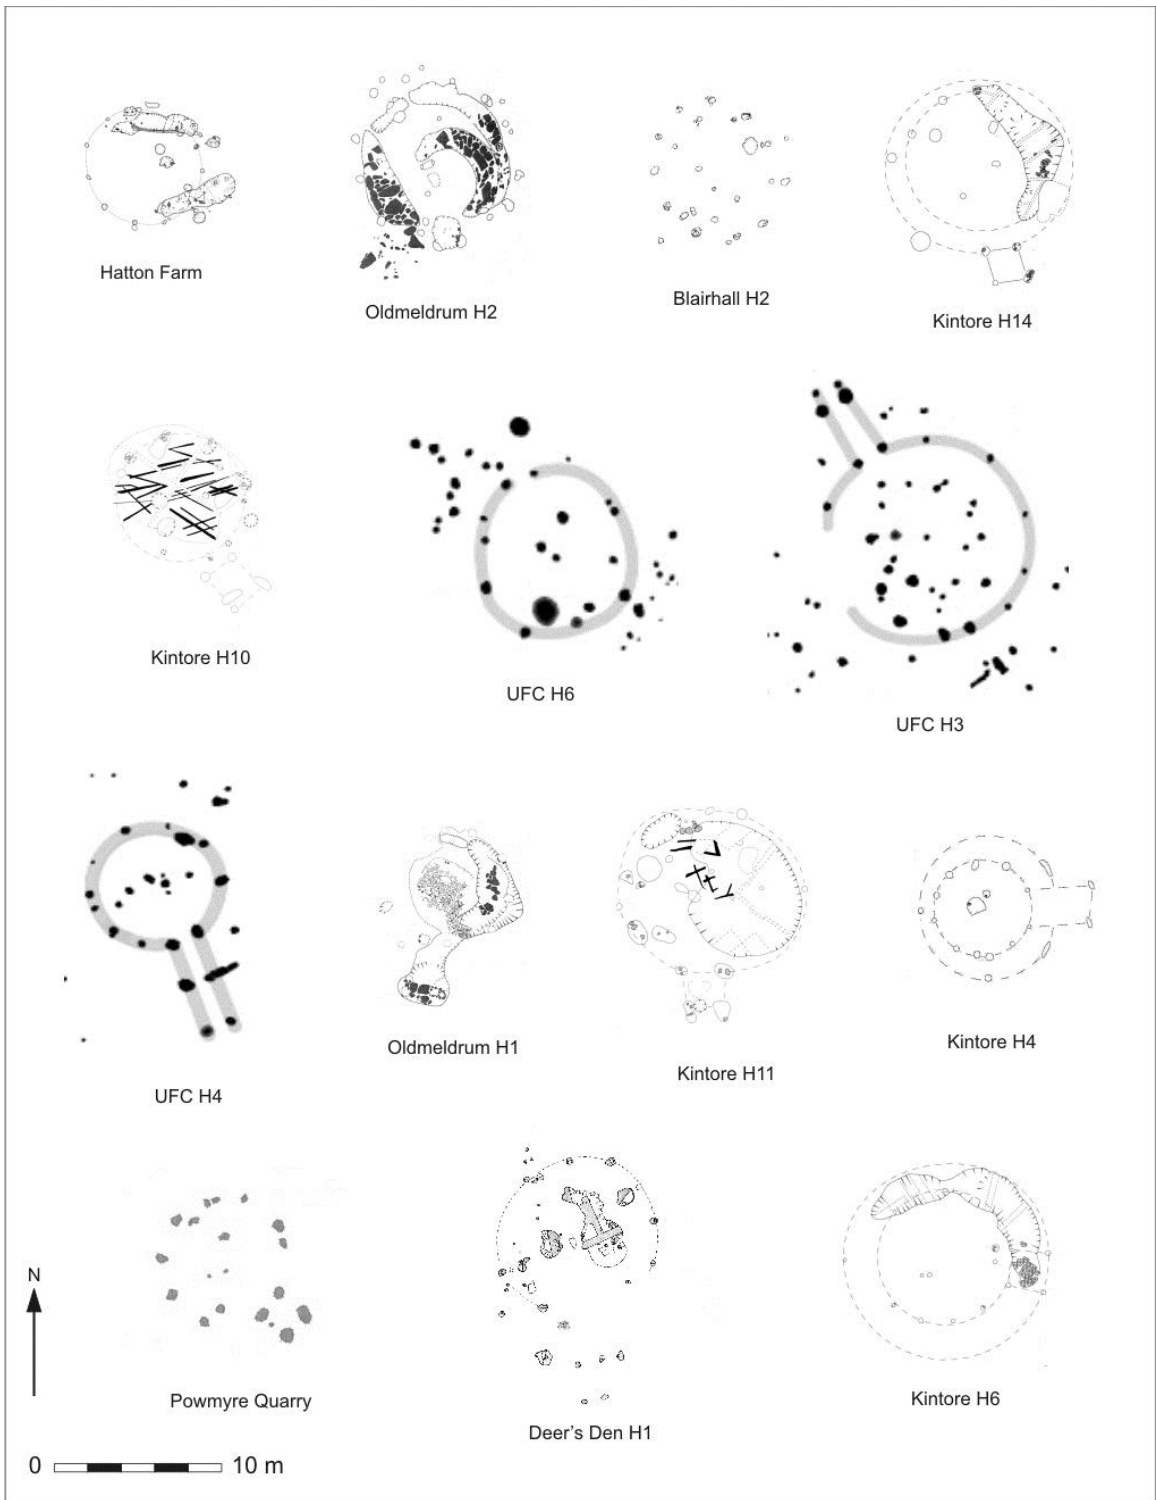 Hatton Farm
Oldmeldrum H2
Blairhall H2
Kintore H14
Kintore H10
UFC H6
UFC H3
UFC H4
Oldmeldrum H1
Kintore H11
Kintore H4
Powmyre Quarry
Deer's Den H1
Kintore H6
N
0 10 m